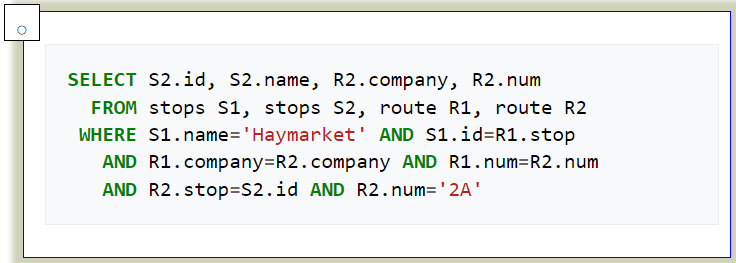 SELECT S2.id, S2.name, R2.company, R2.num
FROM stops S1, stops S2, route R1, route R2
WHERE S1.name='Haymarket' AND S1.id=R1.stop
AND R1.company=R2.company AND R1.num=R2.num
AND R2.stop=S2.id AND R2.num='2A'